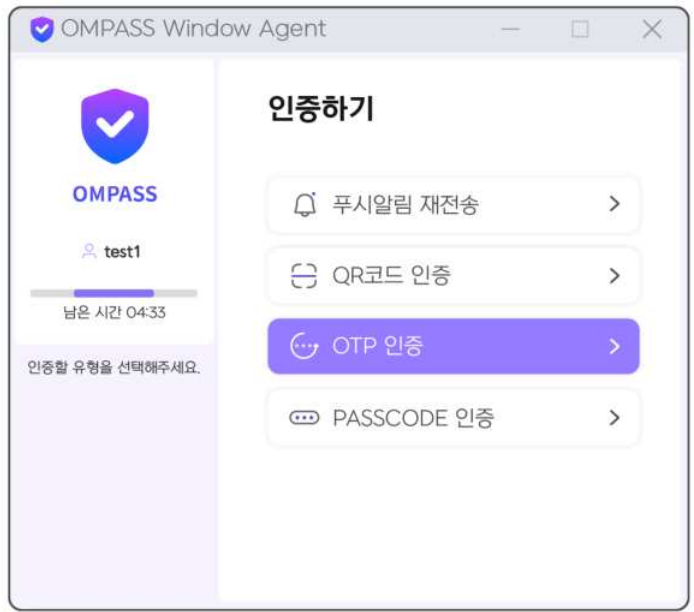 OMPASS Window Agent
OMPASS
test1
남은 시간 04:33
인증할 유형을 선택해주세요.
인증하기
푸시알림 재전송
QR코드 인증
OTP 인증
PASSCODE 인증